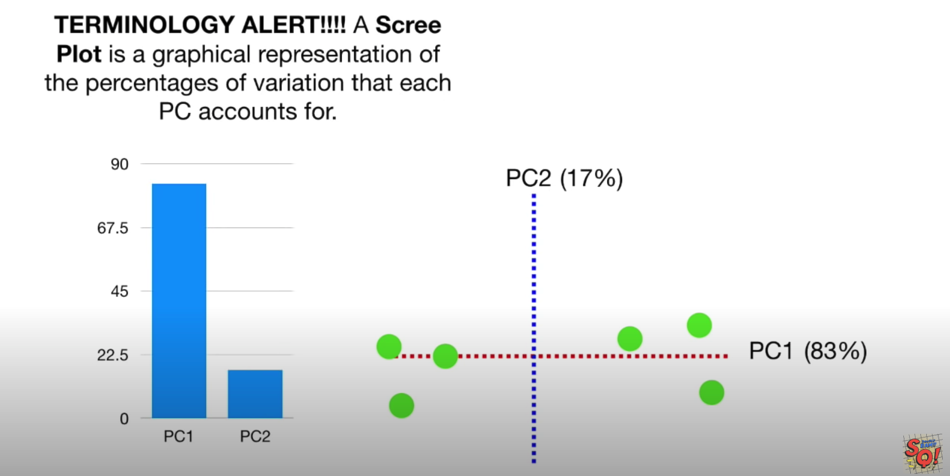 TERMINOLOGY ALERT!!!! A Scree
Plot is a graphical representation of
the percentages of variation that each
PC accounts for.
90
67.5
45
22.5
0
PC1
PC2
PC2 (17%)
PC1 (83%)
SQ!